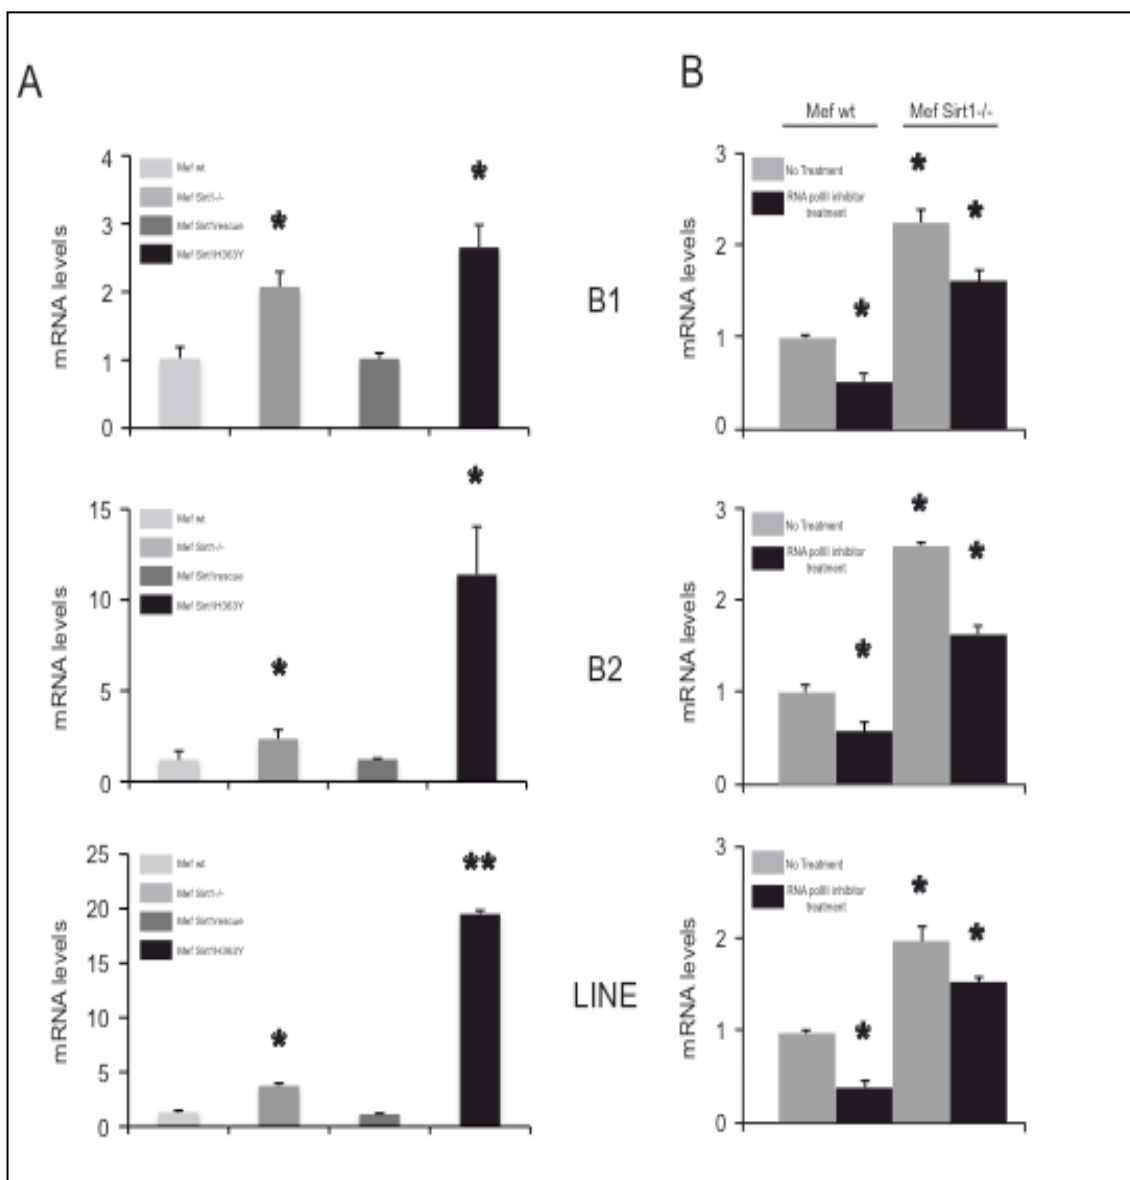 A
B
Mef wt
Mef Sirt1-/-
4
3
2
1
0
mRNA levels
Mef wt
Mef Sirt1-/-
Mef Sirt1rescue
Mef Sirt1H363Y
*
*
B1
3
2
1
0
mRNA levels
No Treatment
RNA polIII inhibitor
treatment
*
*
*
15
10
5
0
mRNA levels
Mef wt
Mef Sirt1-/-
Mef Sirt1rescue
Mef Sirt1H363Y
*
*
B2
3
2
1
0
mRNA levels
No Treatment
RNA polIII inhibitor
treatment
*
*
*
25
20
15
10
5
0
mRNA levels
Mef wt
Mef Sirt1-/-
Mef Sirt1rescue
Mef Sirt1H363Y
*
**
LINE
3
2
1
0
mRNA levels
No Treatment
RNA polIII inhibitor
treatment
*
*
*